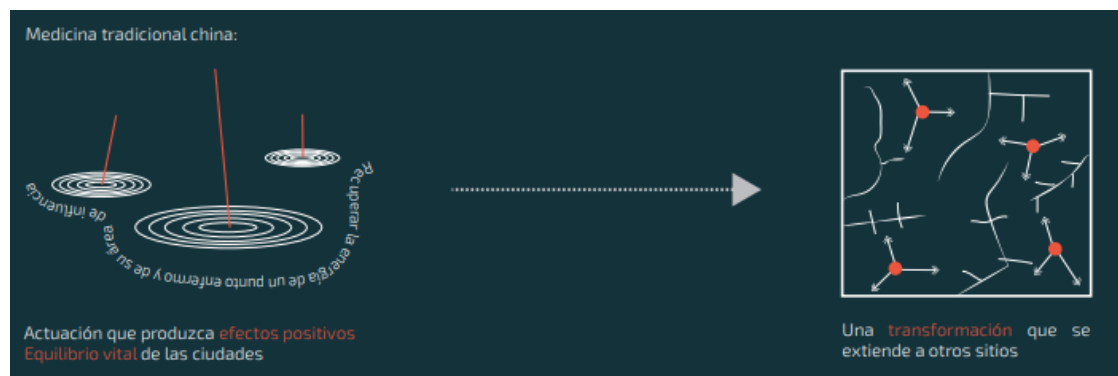 Medicina tradicional china:
Recuperar la energía de un punto enfermo y de su área
de influencia
Actuación que produzca efectos positivos
Equilibrio vital de las ciudades
Una transformación que se
extiende a otros sitios